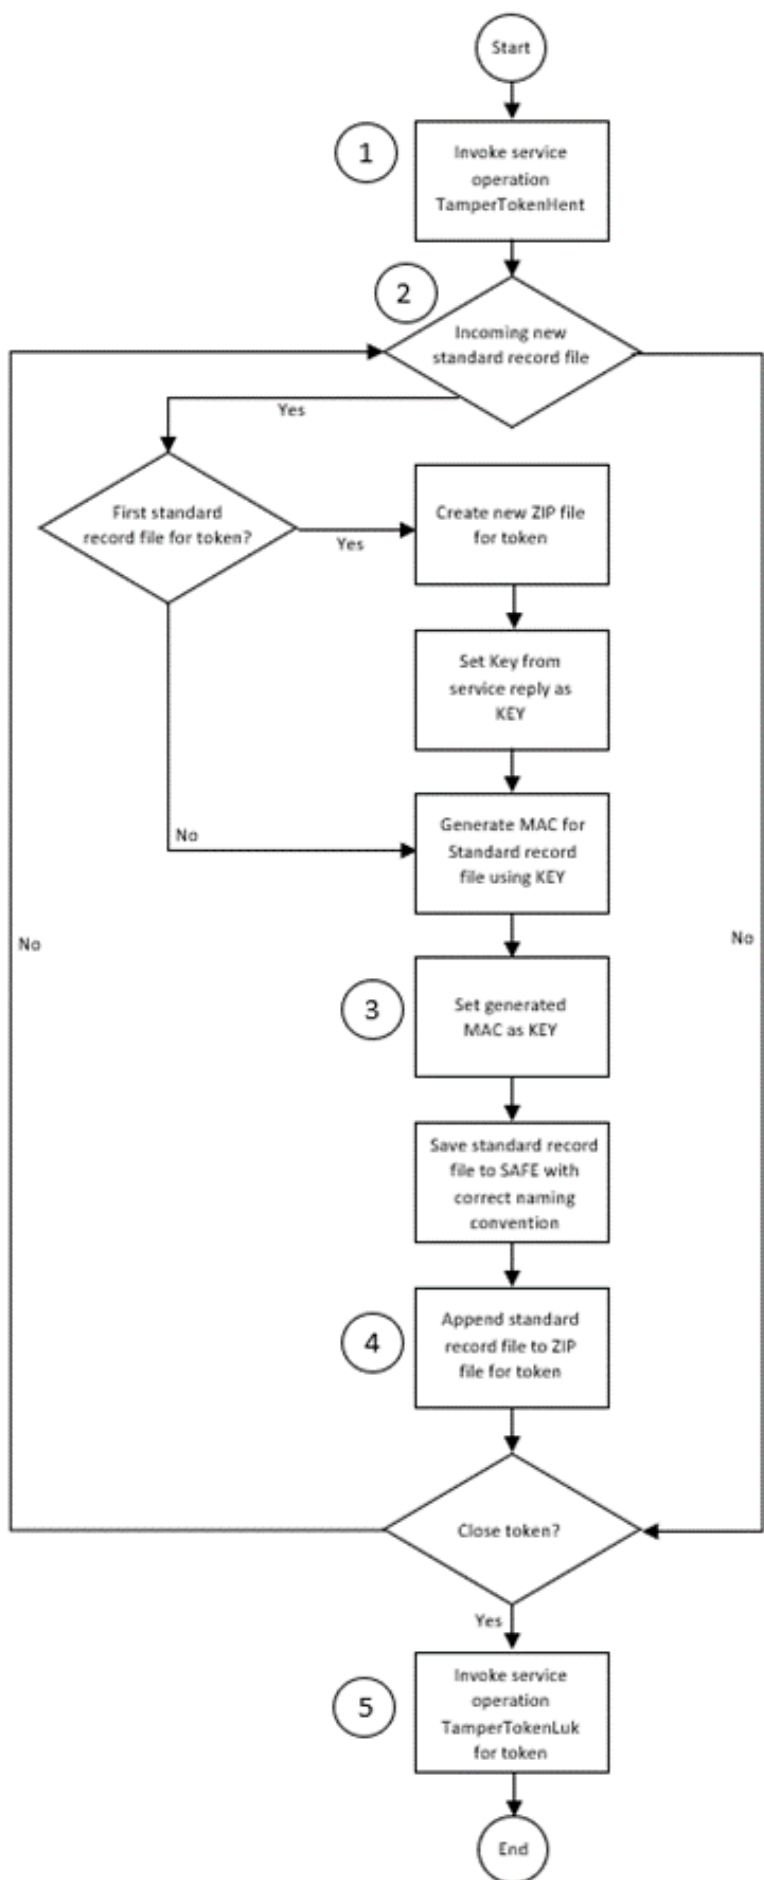 Start
1
Invoke service
operation
TamperTokenHent
2
Incoming new
standard record file
Yes
First standard
record file for token?
Yes
Create new ZIP file
for token
Set Key from
service reply as
KEY
No
Generate MAC for
Standard record
file using KEY
No
No
3
Set generated
MAC as KEY
Save standard record
file to SAFE with
correct naming
convention
4
Append standard
record file to ZIP
file for token
Close token?
Yes
5
Invoke service
operation
TamperTokenLuk
for token
End